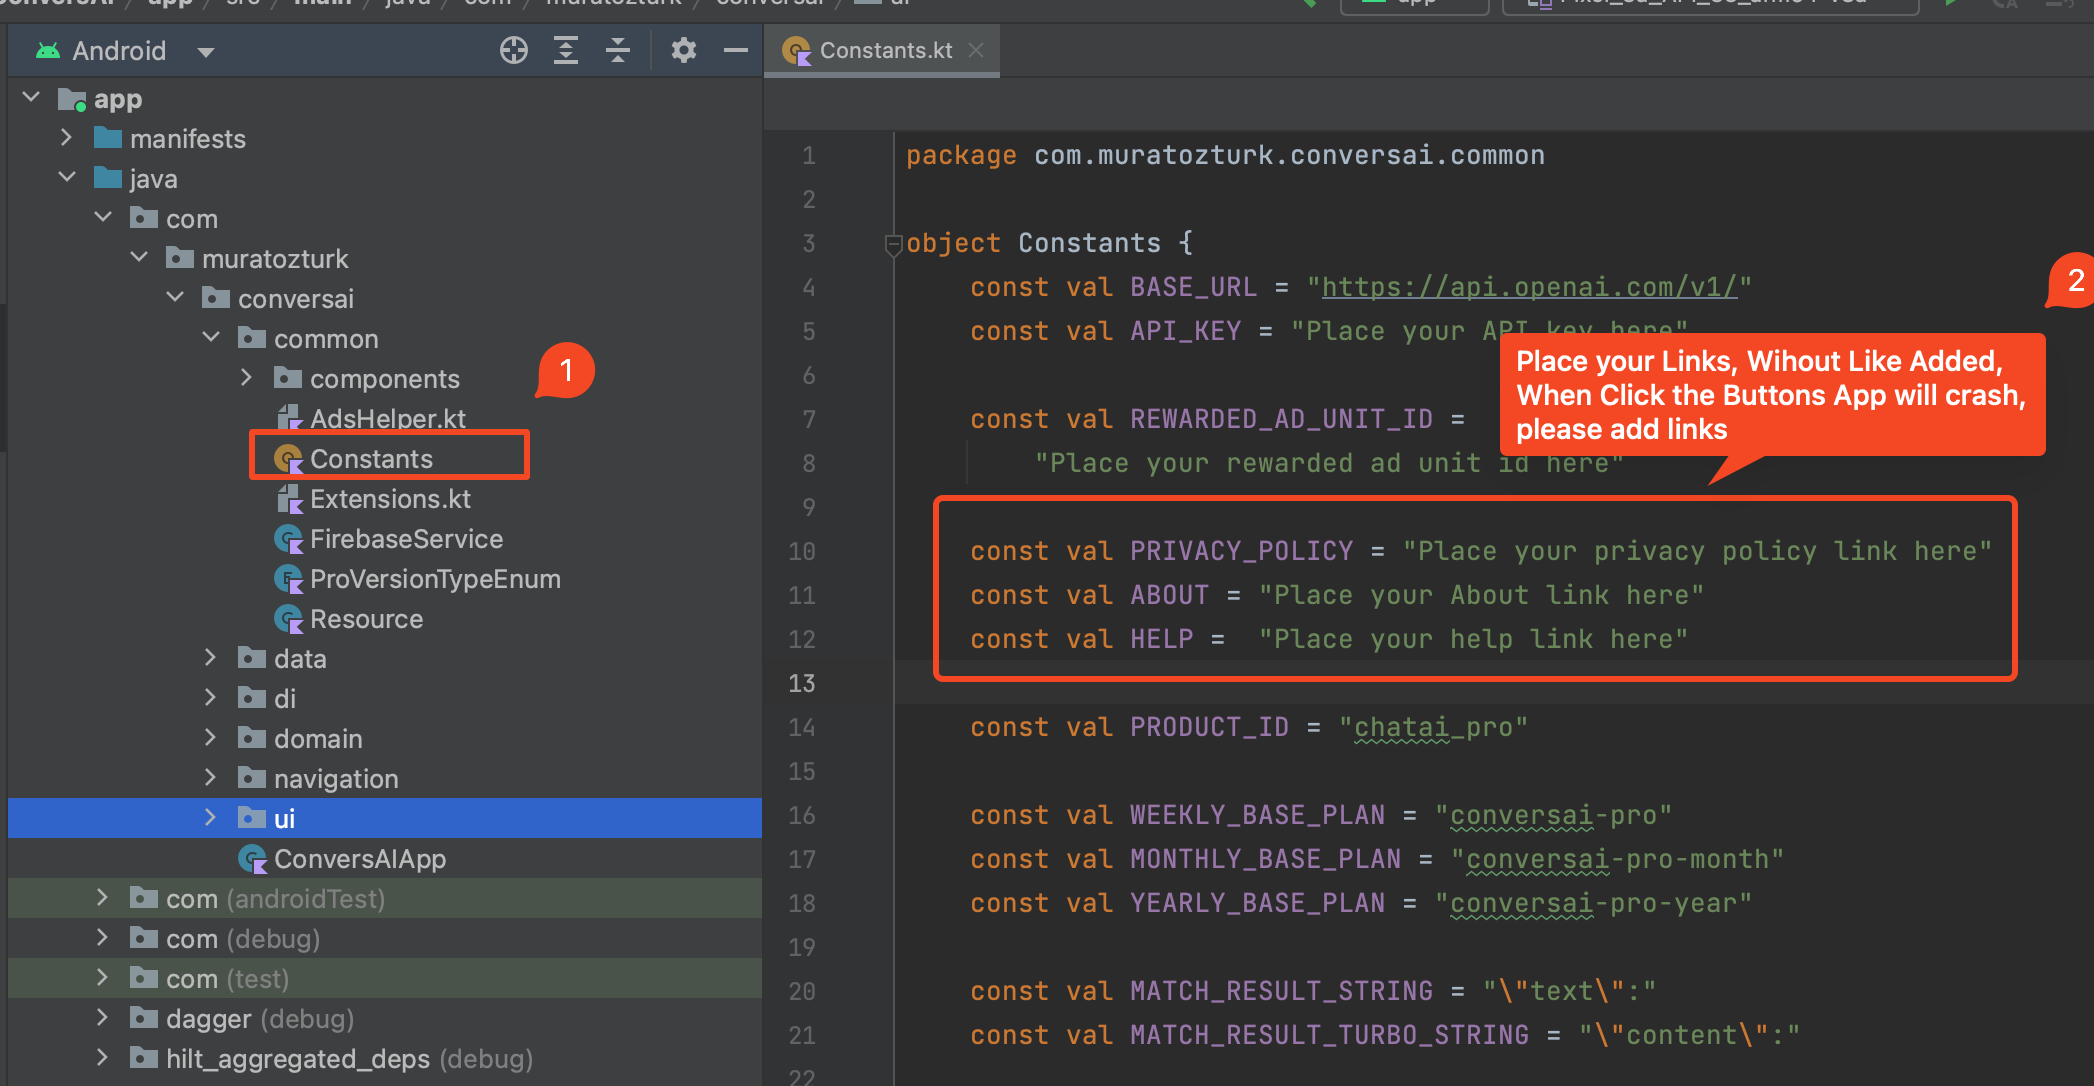 app
main
java
Android
Constants.kt
app
manifests
java
com
muratozturk
conversai
common
components
AdsHelper.kt
Constants
Extensions.kt
FirebaseService
ProVersionTypeEnum
Resource
data
di
domain
navigation
ui
ConversAIApp
com (androidTest)
com (debug)
com (test)
dagger (debug)
hilt_aggregated_deps (debug)
1
1 package com.muratozturk.conversai.common
2
3 object Constants {
4 const val BASE_URL = "https://api.openai.com/v1/"
5 const val API_KEY = "Place your API key here"
6
7 const val REWARDED_AD_UNIT_ID =
8 "Place your rewarded ad unit id here"
9
10 const val PRIVACY_POLICY = "Place your privacy policy link here"
11 const val ABOUT = "Place your About link here"
12 const val HELP = "Place your help link here"
13
14 const val PRODUCT_ID = "chatai_pro"
15
16 const val WEEKLY_BASE_PLAN = "conversai-pro"
17 const val MONTHLY_BASE_PLAN = "conversai-pro-month"
18 const val YEARLY_BASE_PLAN = "conversai-pro-year"
19
20 const val MATCH_RESULT_STRING = "\"text\":"
21 const val MATCH_RESULT_TURBO_STRING = "\"content\":"
22
2
Place your Links, Wihout Like Added,
When Click the Buttons App will crash,
please add links